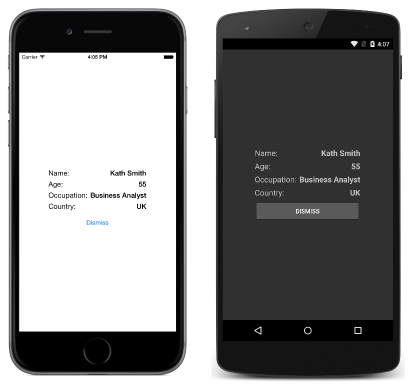 Carrier 4:05 PM
Name: Kath Smith
Age: 55
Occupation: Business Analyst
Country: UK
Dismiss
4:07
Name: Kath Smith
Age: 55
Occupation: Business Analyst
Country: UK
DISMISS